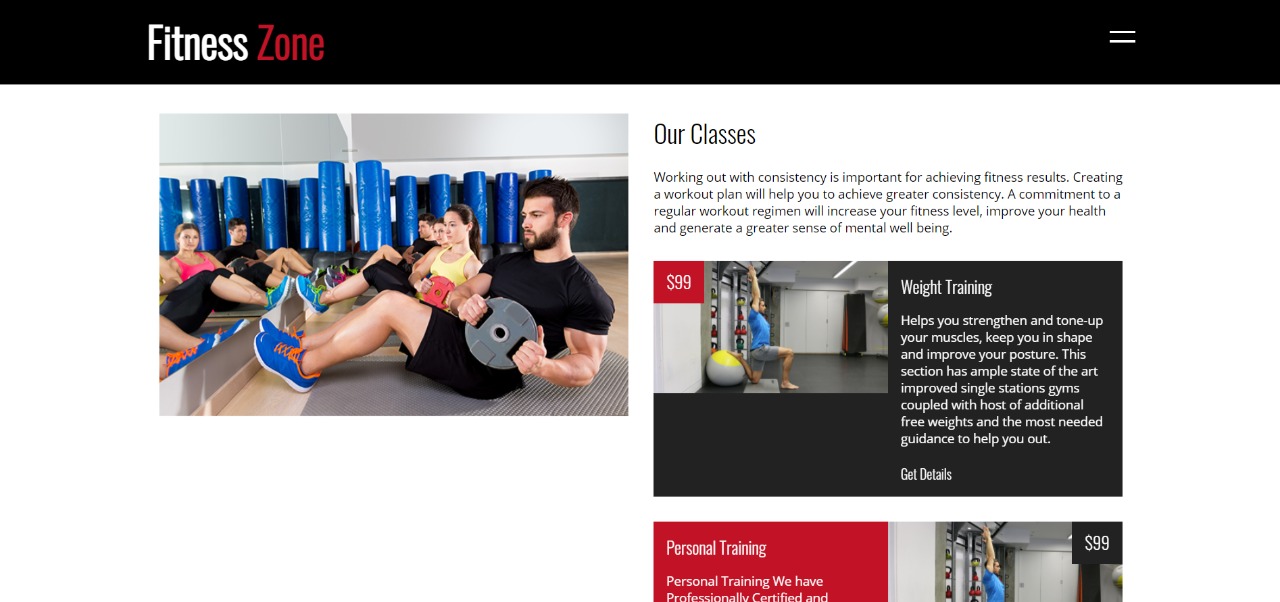 Fitness Zone
Our Classes
Working out with consistency is important for achieving fitness results. Creating
a workout plan will help you to achieve greater consistency. A commitment to a
regular workout regimen will increase your fitness level, improve your health
and generate a greater sense of mental well being.
$99
Weight Training
Helps you strengthen and tone-up
your muscles, keep you in shape
and improve your posture. This
section has ample state of the art
improved single stations gyms
coupled with host of additional
free weights and the most needed
guidance to help you out.
Get Details
Personal Training
$99
Personal Training We have
Professionally Certified and